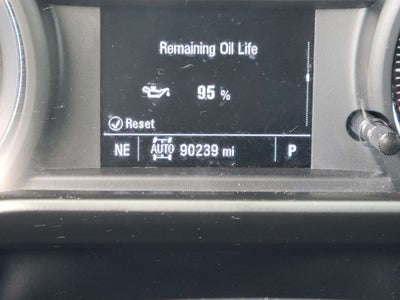 Remaining Oil Life
95 %
Reset
NE AUTO 90239 mi P